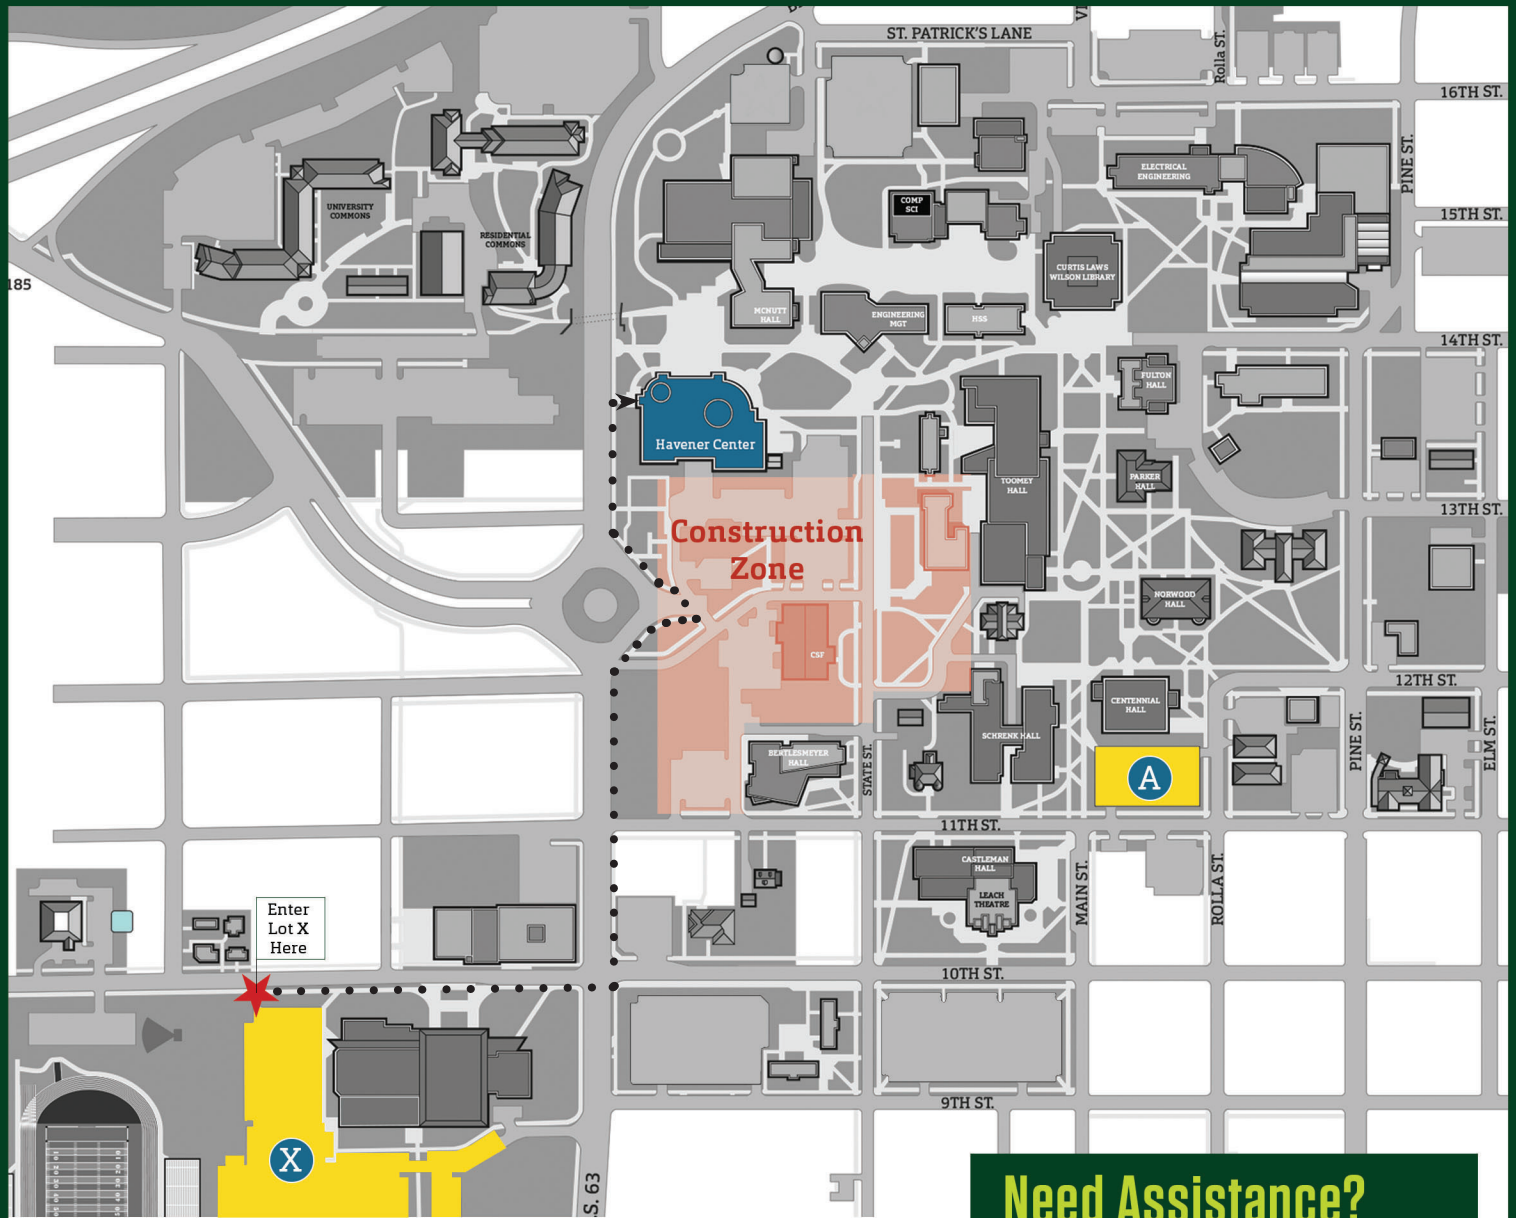 ST. PATRICK'S LANE
Rolla ST.
16TH ST.
PINE ST.
ELECTRICAL
ENGINEERING
UNIVERSITY
COMMONS
COMP
SCI
15TH ST.
RESIDENTIAL
COMMONS
CURTIS LAWS
WILSON LIBRARY
185
MCNUTT
HALL
ENGINEERING
MGT
HSS
14TH ST.
FULTON
HALL
Havener Center
TOOMEY
HALL
PARKER
HALL
13TH ST.
Construction
Zone
NORWOOD
HALL
CSF
12TH ST.
CENTENNIAL
HALL
SCHRENK HALL
PINE ST.
ELM ST.
BERTLESMEYER
HALL
STATE ST.
A
11TH ST.
CASTLEMAN
HALL
LEACH
THEATRE
MAIN ST.
ROLLA ST.
Enter
Lot X
Here
10TH ST.
9TH ST.
X
S. 63
Need Assistance?